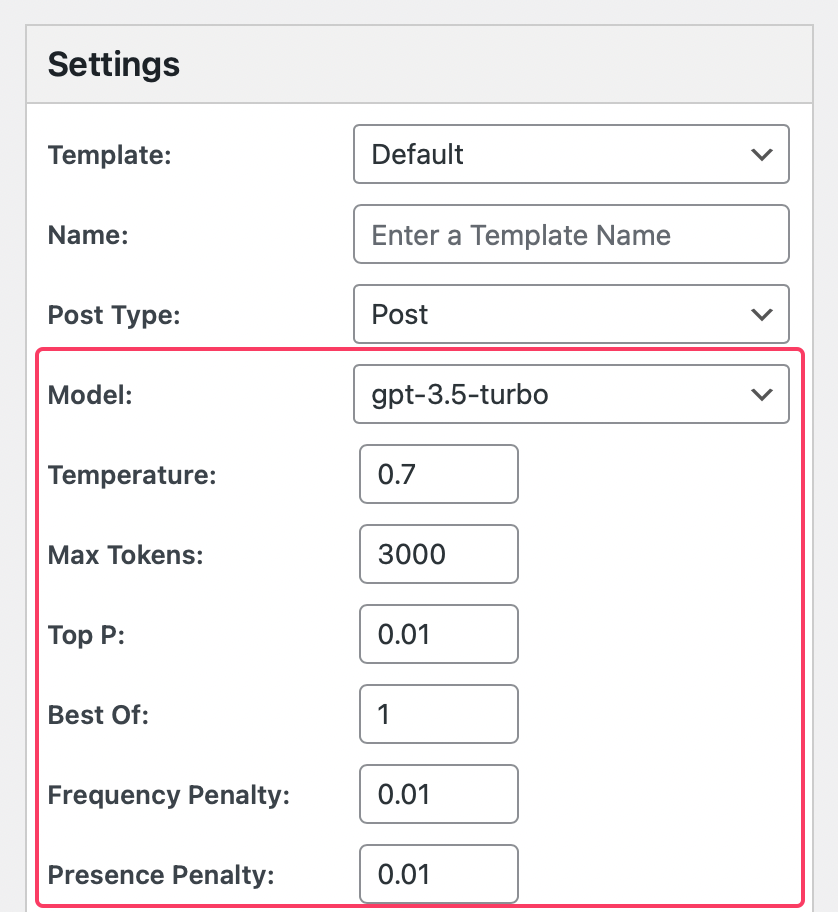 Settings
Template: Default
Name: Enter a Template Name
Post Type: Post
Model: gpt-3.5-turbo
Temperature: 0.7
Max Tokens: 3000
Top P: 0.01
Best Of: 1
Frequency Penalty: 0.01
Presence Penalty: 0.01